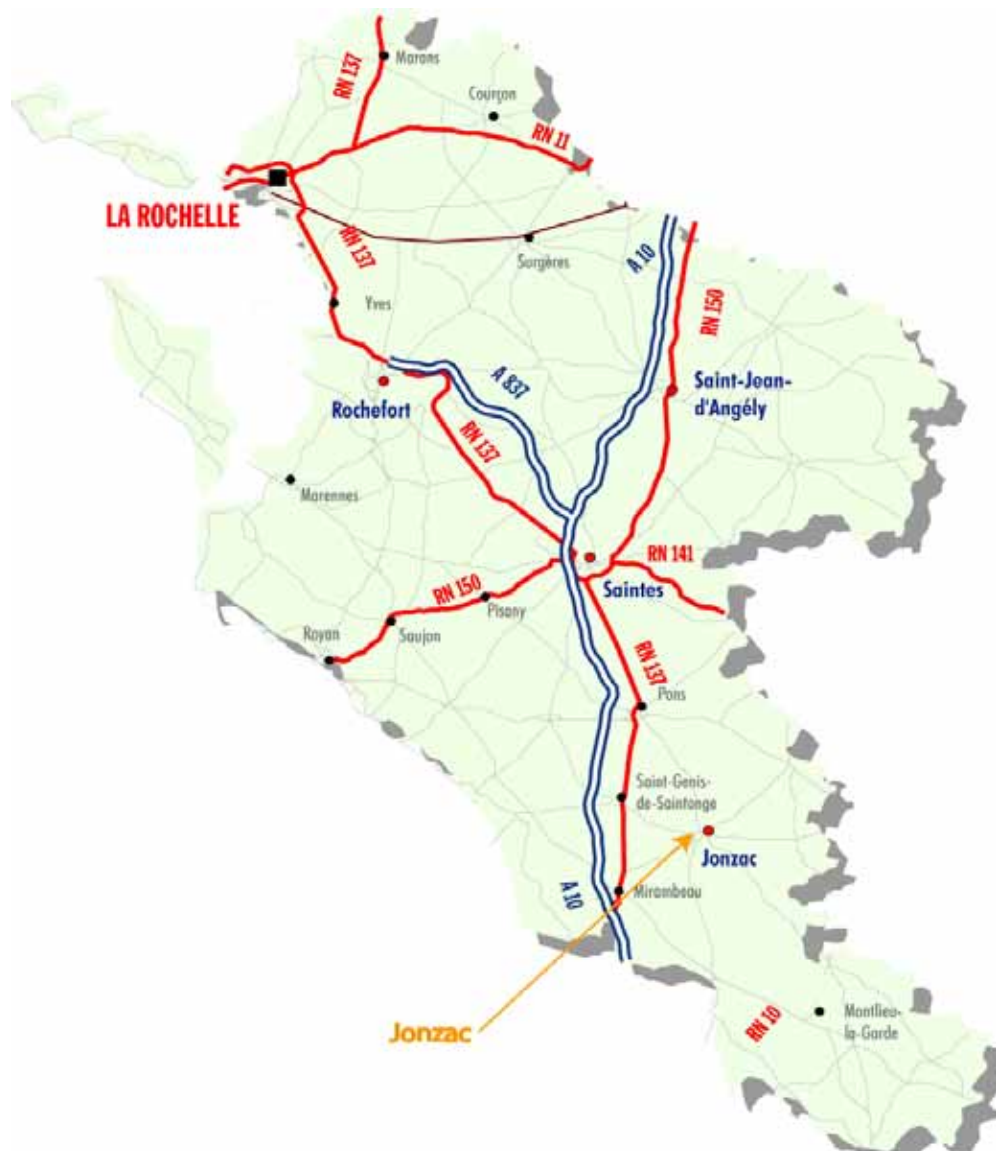 RN 137
Marans
Courçon
RN 11
LA ROCHELLE
RN 137
Surgères
A 10
RN 150
Yves
A 837
Rochefort
Saint-Jean-
d'Angély
RN 137
Marennes
RN 141
Saintes
RN 150
Pisany
Royan
Saujon
RN 137
Pons
Saint-Genis-
de-Saintonge
Jonzac
A 10
Mirambeau
Jonzac
RN 10
Montlieu-
la-Garde